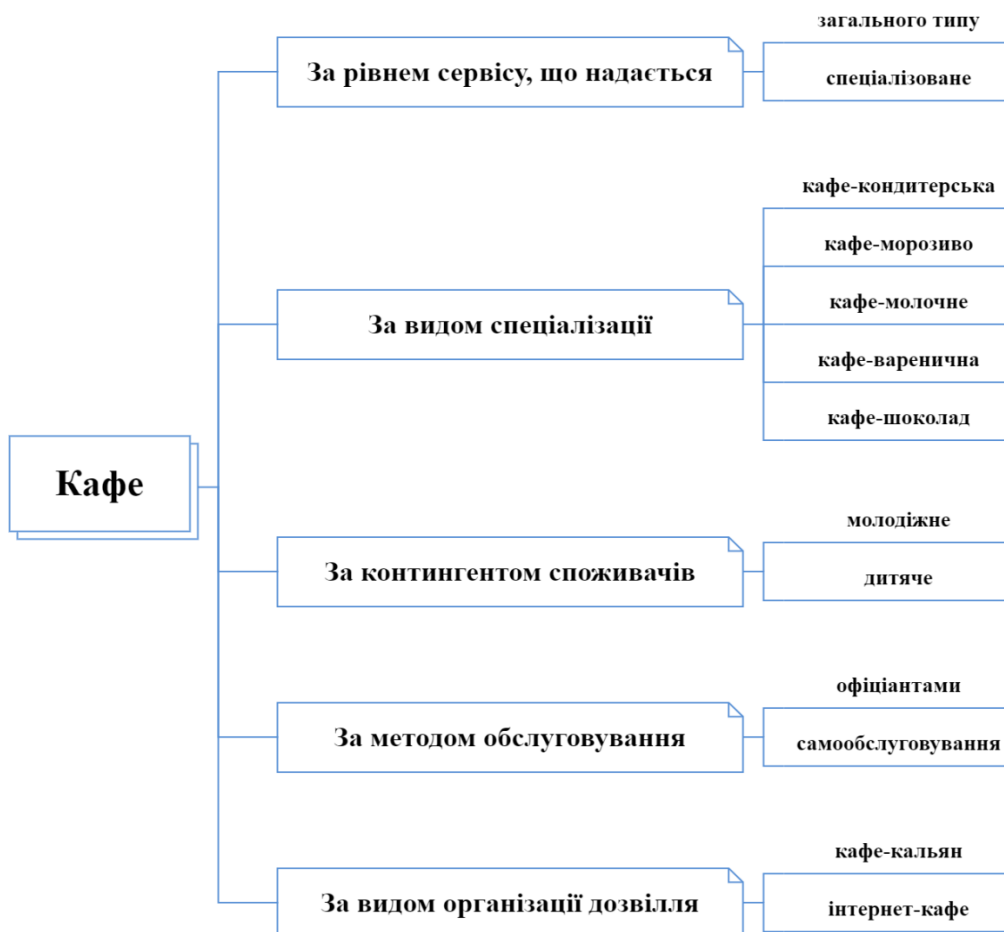 Кафе
За рівнем сервісу, що надається
загального типу
спеціалізоване
За видом спеціалізації
кафе-кондитерська
кафе-морозиво
кафе-молочне
кафе-варенична
кафе-шоколад
За контингентом споживачів
молодіжне
дитяче
За методом обслуговування
офіціантами
самообслуговування
За видом організації дозвілля
кафе-кальян
інтернет-кафе